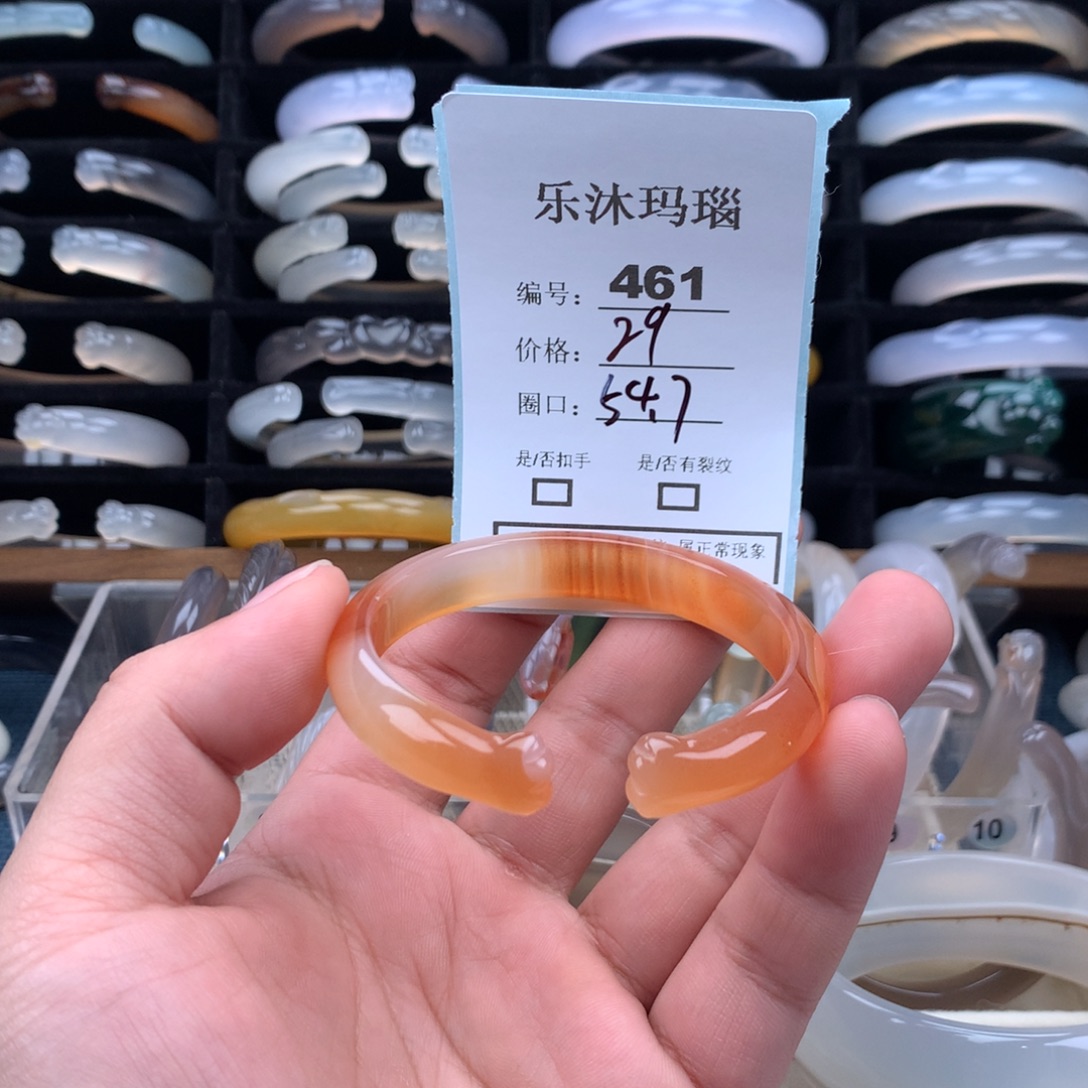 乐沐玛瑙
编号： 461
价格： 29
圈口： 54.7
是/否扣手 是/否有裂纹
属正常现象
10